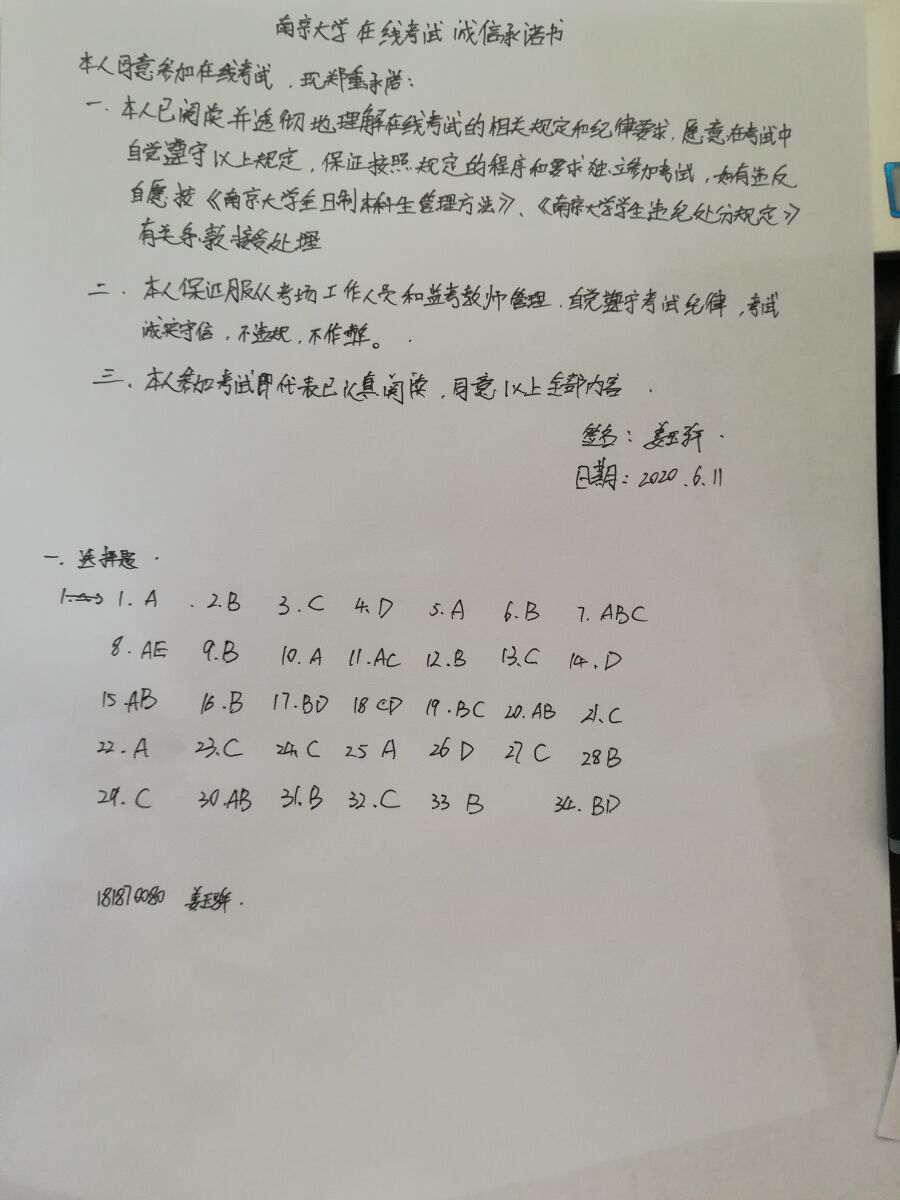 南京大学在线考试诚信承诺书
本人同意参加在线考试，现郑重承诺：
一．本人已阅读并透彻地理解在线考试的相关规定和纪律要求，愿意在考试中
自觉遵守以上规定，保证按照规定的程序和要求独立参加考试，如有违反
自愿按《南京大学全日制本科生管理方法》、《南京大学学生违纪处分规定》
有关条款接受处理
二．本人保证服从考场工作人员和监考教师管理，自觉遵守考试纪律，考试
诚实守信，不违规，不作弊。
三、本人参加考试即代表已认真阅读，同意以上全部内容．
签名：姜玉
日期：2020.6.11
一．选择题．
1．A 2．B 3．C 4．D 5．A 6．B 7．ABC
8．AE 9．B 10．A 11．AC 12．B 13．C 14．D
15 AB 16．B 17．BD 18 CD 19．BC 20．AB 21．C
22．A 23．C 24．C 25 A 26 D 27 C 28 B
29．C 30．AB 31．B 32．C 33 B 34．BD
181870080 姜玉